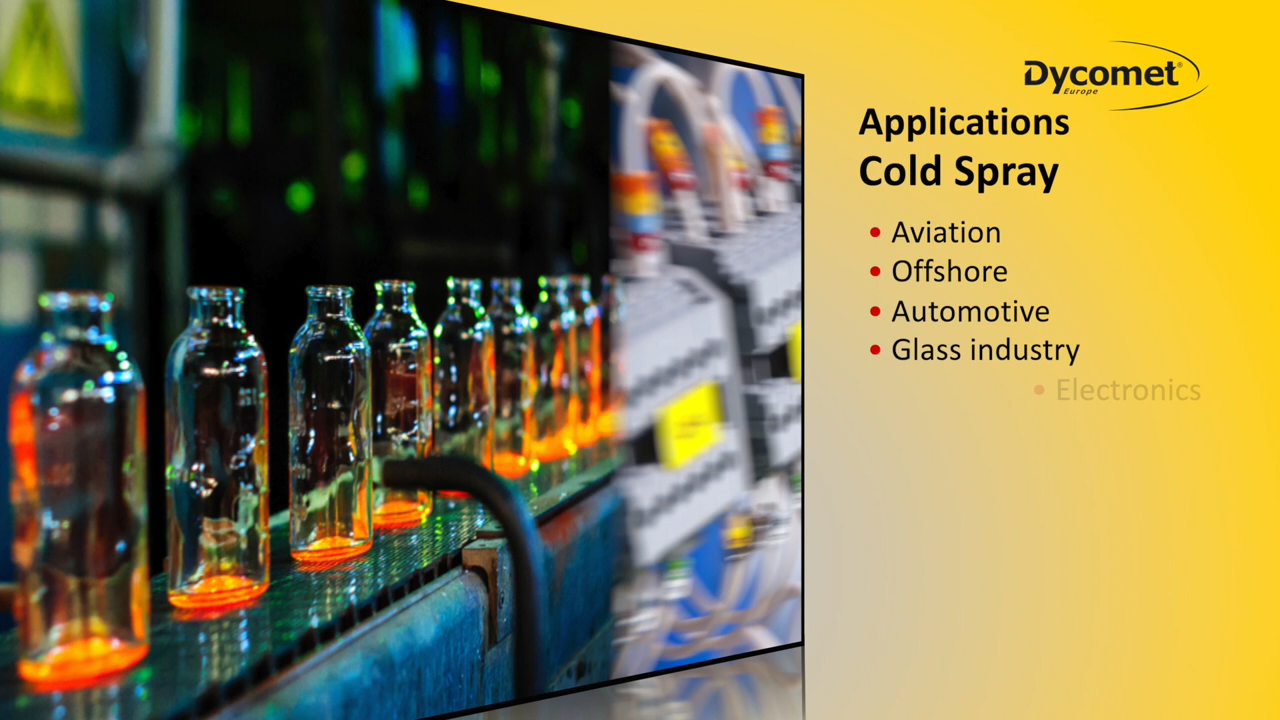 Dycomet®
Europe
Applications
Cold Spray
• Aviation
• Offshore
• Automotive
• Glass industry
• Electronics